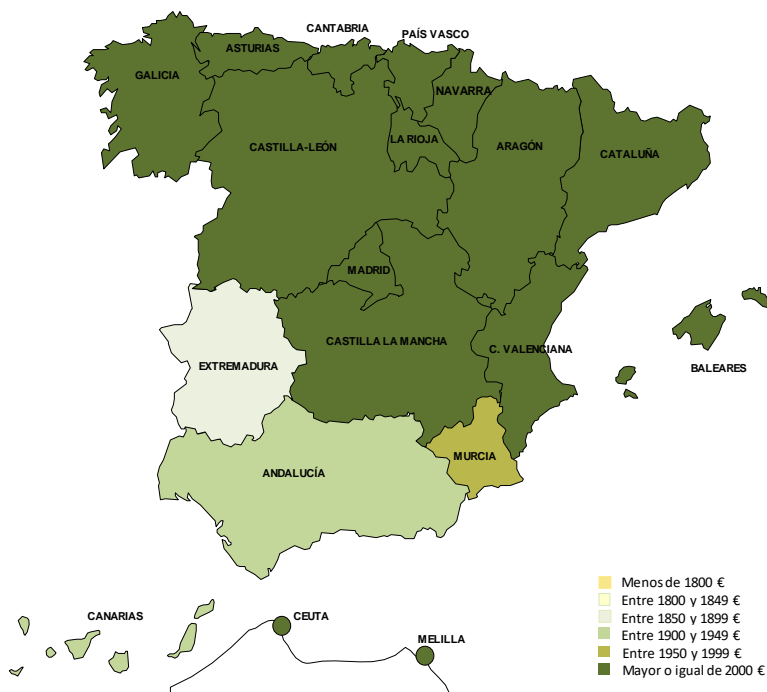 CANTABRIA
PAÍS VASCO
ASTURIAS
GALICIA
NAVARRA
LA RIOJA
CASTILLA-LEÓN
ARAGÓN
CATALUÑA
MADRID
CASTILLA LA MANCHA
C. VALENCIANA
EXTREMADURA
BALEARES
MURCIA
ANDALUCÍA
CANARIAS
CEUTA
MELILLA
Menos de 1800 €
Entre 1800 y 1849 €
Entre 1850 y 1899 €
Entre 1900 y 1949 €
Entre 1950 y 1999 €
Mayor o igual de 2000 €